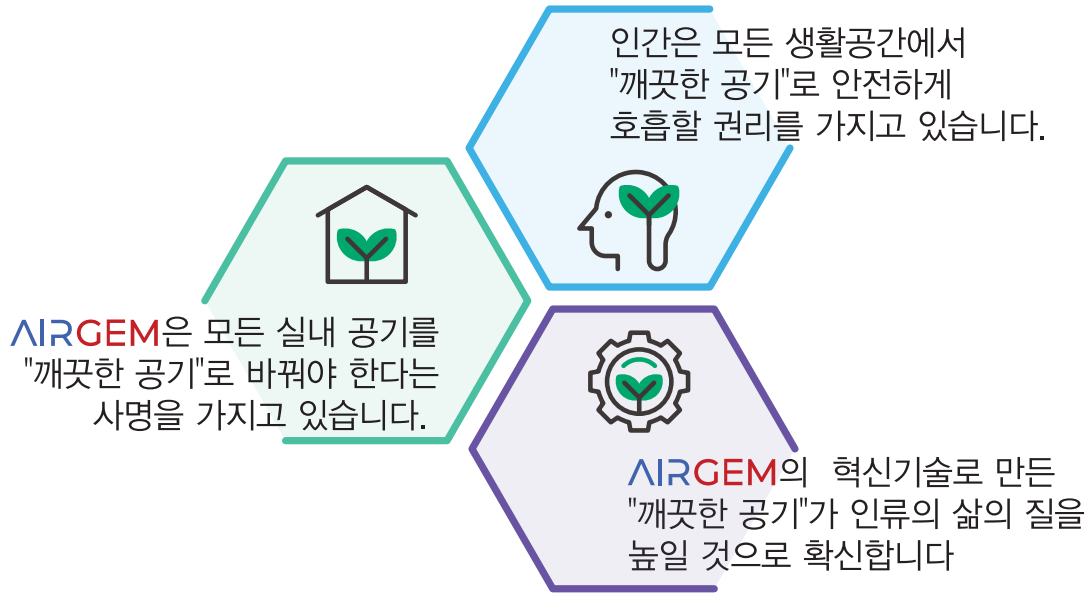 인간은 모든 생활공간에서
"깨끗한 공기"로 안전하게
호흡할 권리를 가지고 있습니다.
AIRGEM은 모든 실내 공기를
"깨끗한 공기"로 바꿔야 한다는
사명을 가지고 있습니다.
AIRGEM의 혁신기술로 만든
"깨끗한 공기"가 인류의 삶의 질을
높일 것으로 확신합니다